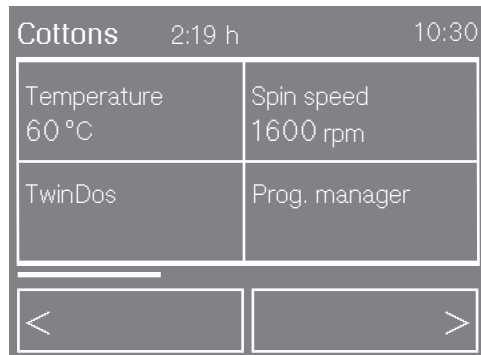 Cottons 2:19 h 10:30
Temperature Spin speed
60 °C 1600 rpm
TwinDos Prog. manager
< >